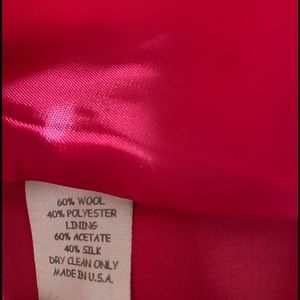 60% WOOL
40% POLYESTER
LINING
60% ACETATE
40% SILK
DRY CLEAN ONLY
MADE IN U.S.A.